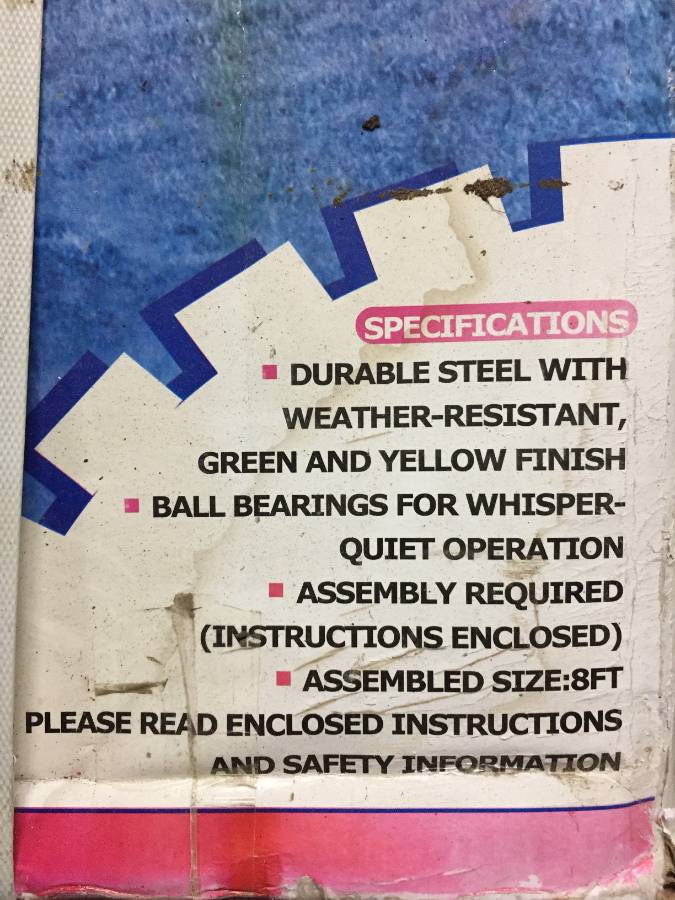 SPECIFICATIONS
▪ DURABLE STEEL WITH
WEATHER-RESISTANT,
GREEN AND YELLOW FINISH
▪ BALL BEARINGS FOR WHISPER-
QUIET OPERATION
▪ ASSEMBLY REQUIRED
(INSTRUCTIONS ENCLOSED)
▪ ASSEMBLED SIZE:8FT
PLEASE READ ENCLOSED INSTRUCTIONS
AND SAFETY INFORMATION